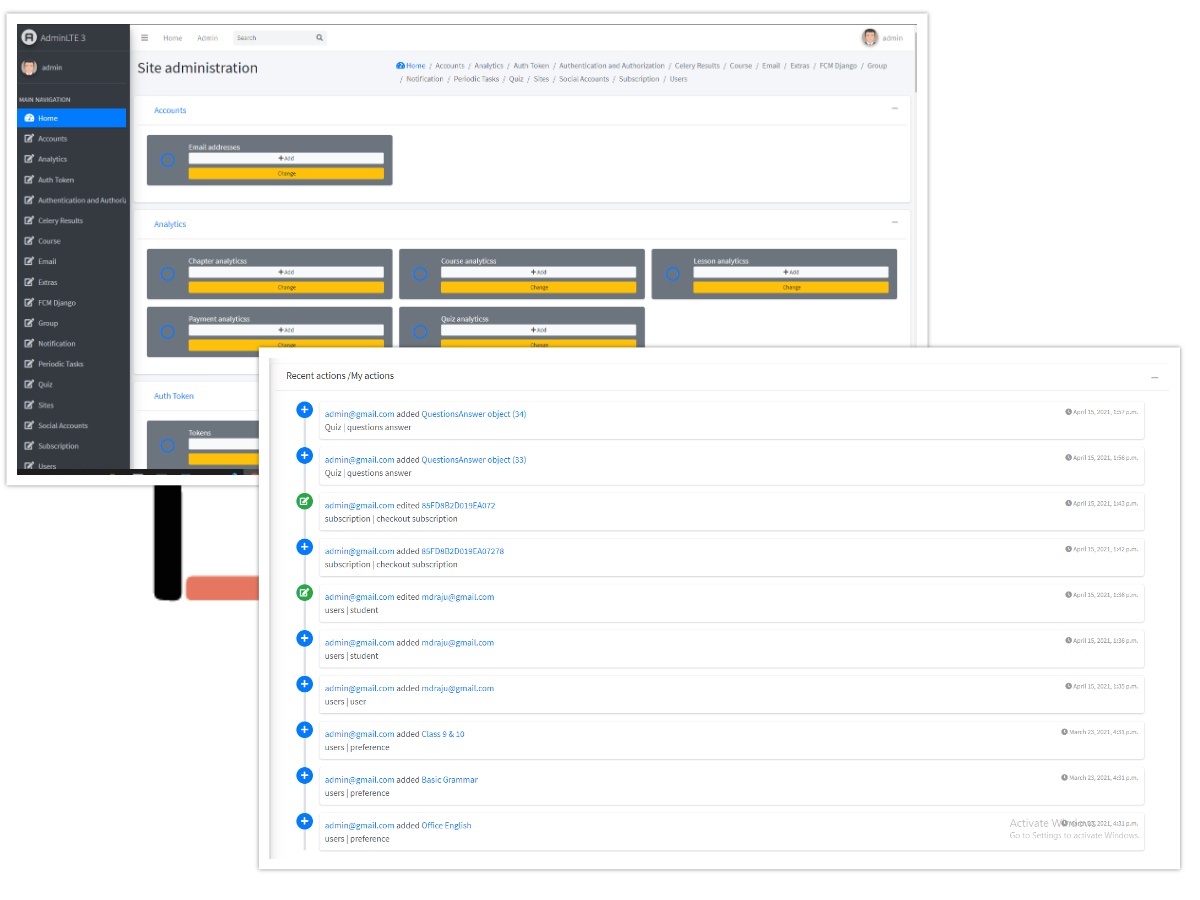 AdminLTE 3
Home Admin Search
admin
admin
MAIN NAVIGATION
Home
Accounts
Analytics
Auth Token
Authentication and Authoriz
Celery Results
Course
Email
Extras
FCM Django
Group
Notification
Periodic Tasks
Quiz
Sites
Social Accounts
Subscription
Users
Site administration
Home / Accounts / Analytics / Auth Token / Authentication and Authorization / Celery Results / Course / Email / Extras / FCM Django / Group
/ Notification / Periodic Tasks / Quiz / Sites / Social Accounts / Subscription / Users
Accounts
Email addresses
Add
Change
Analytics
Chapter analyticss
Add
Change
Course analyticss
Add
Change
Lesson analyticss
Add
Change
Payment analyticss
Add
Change
Quiz analyticss
Add
Change
Auth Token
Tokens
Recent actions /My actions
admin@gmail.com added QuestionsAnswer object (34)
April 15, 2021, 1:57 p.m.
Quiz | questions answer
admin@gmail.com added QuestionsAnswer object (33)
April 15, 2021, 1:56 p.m.
Quiz | questions answer
admin@gmail.com edited 85FD8B2D019EA072
April 15, 2021, 1:43 p.m.
subscription | checkout subscription
admin@gmail.com added 85FD8B2D019EA07278
April 15, 2021, 1:42 p.m.
subscription | checkout subscription
admin@gmail.com edited mdraju@gmail.com
April 15, 2021, 1:38 p.m.
users | student
admin@gmail.com added mdraju@gmail.com
April 15, 2021, 1:36 p.m.
users | student
admin@gmail.com added mdraju@gmail.com
April 15, 2021, 1:35 p.m.
users | user
admin@gmail.com added Class 9 & 10
March 23, 2021, 4:31 p.m.
users | preference
admin@gmail.com added Basic Grammar
March 23, 2021, 4:31 p.m.
users | preference
admin@gmail.com added Office English
March 23, 2021, 4:31 p.m.
users | preference
Activate Windows
Go to Settings to activate Windows.